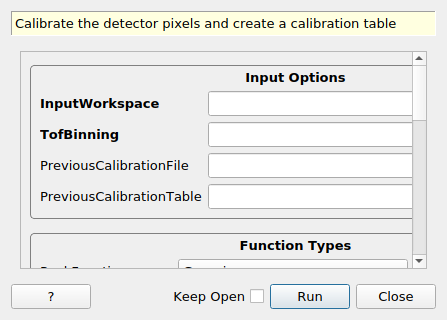 Calibrate the detector pixels and create a calibration table
Input Options
InputWorkspace
TofBinning
PreviousCalibrationFile
PreviousCalibrationTable
Function Types
?
Keep Open
Run
Close